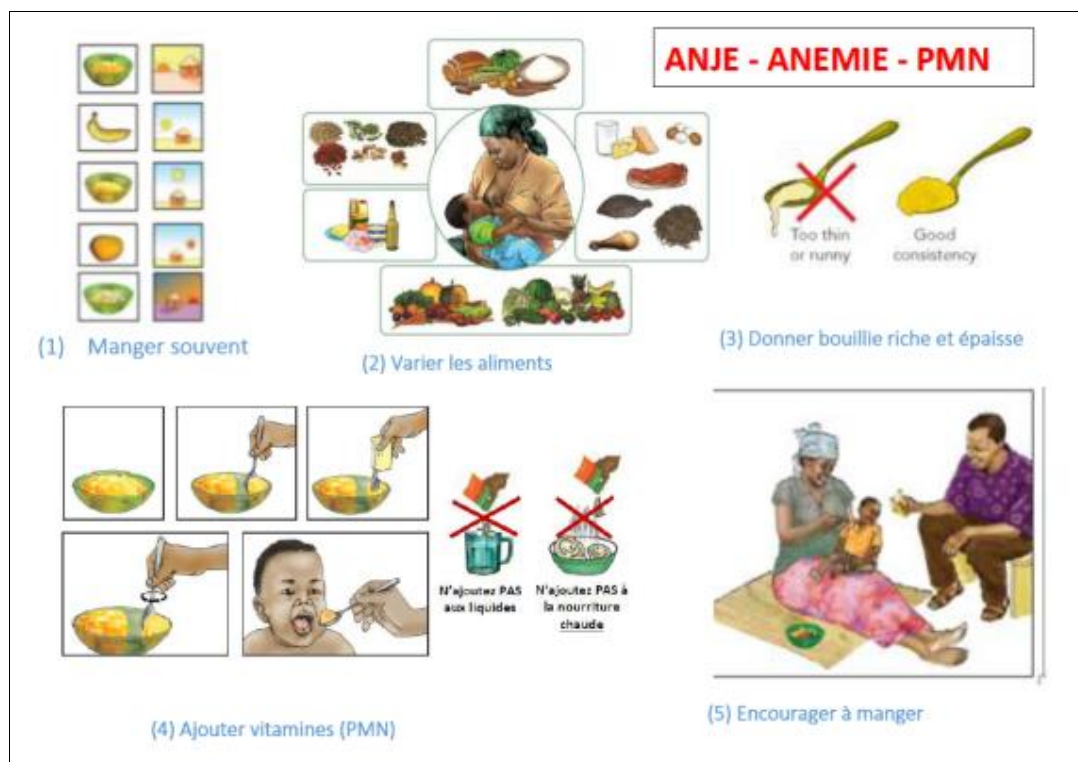 ANJE - ANEMIE - PMN
(1) Manger souvent
(2) Varier les aliments
Too thin
or runny
Good
consistency
(3) Donner bouillie riche et épaisse
N'ajoutez PAS
aux liquides
N'ajoutez PAS à
la nourriture
chaude
(4) Ajouter vitamines (PMN)
(5) Encourager à manger